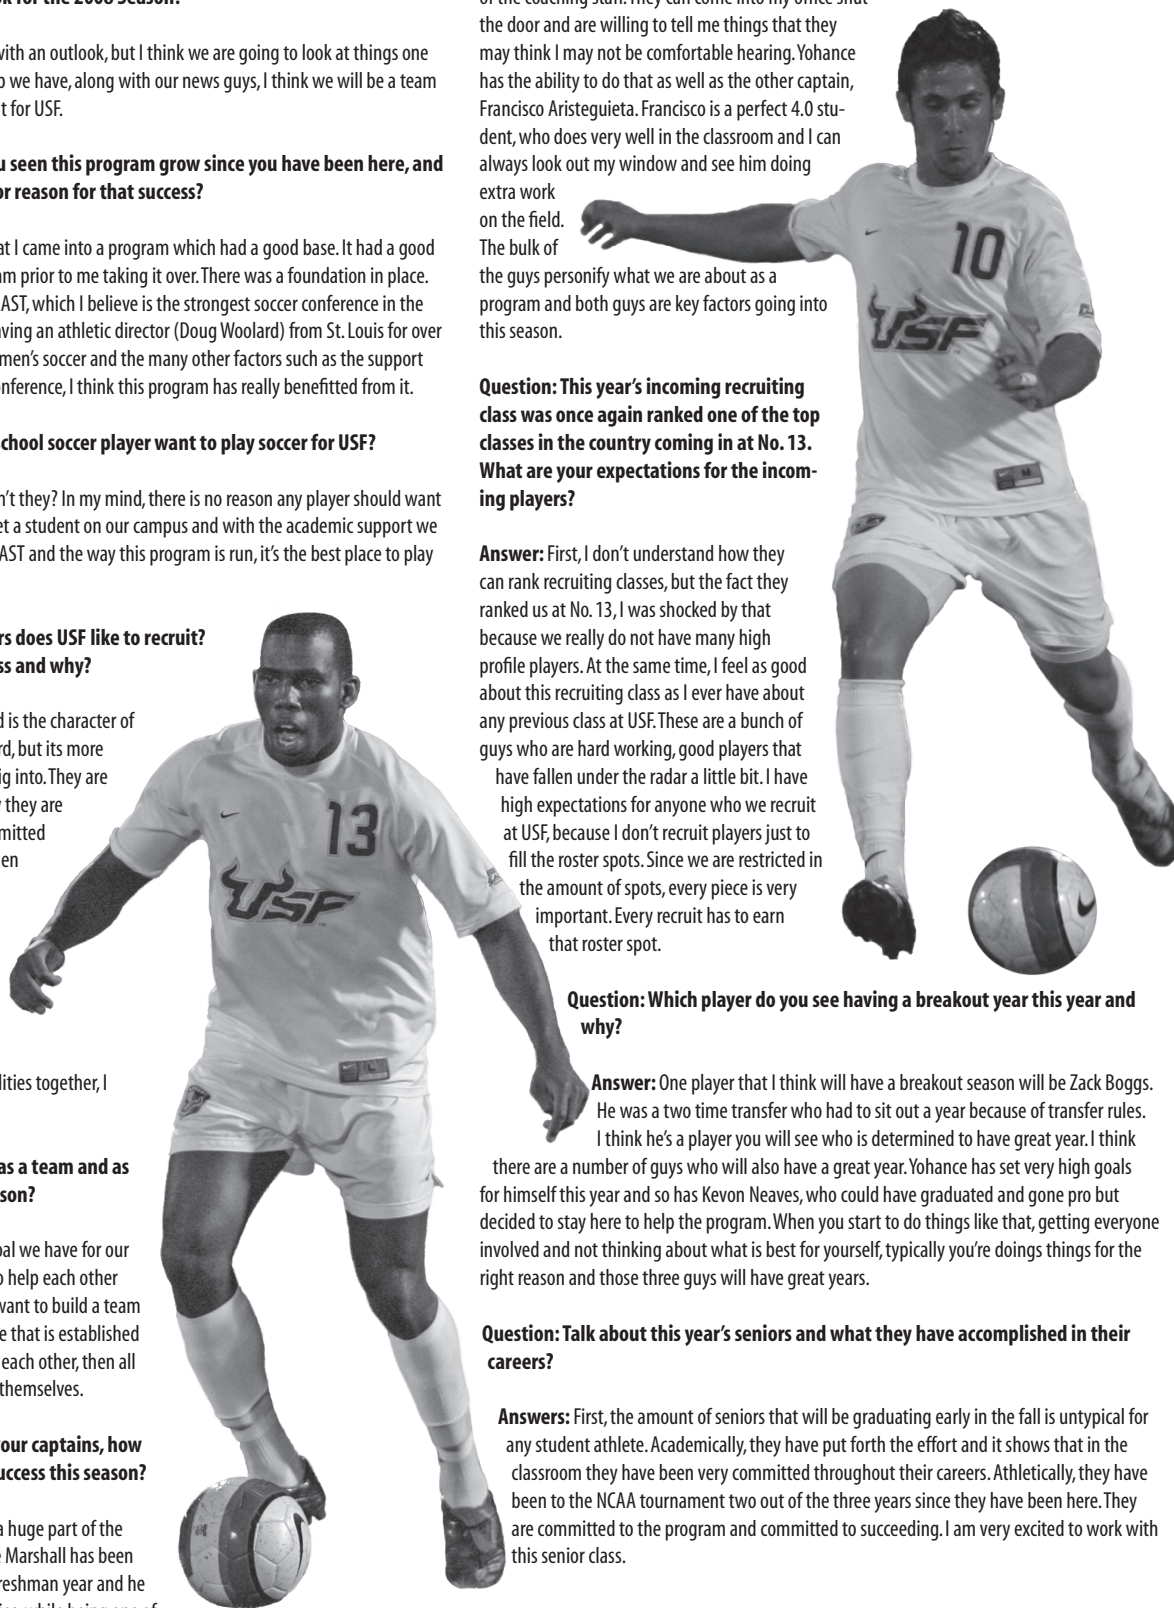 with an outlook, but I think we are going to look at things one
we have, along with our news guys, I think we will be a team
t for USF.
u seen this program grow since you have been here, and
or reason for that success?
at I came into a program which had a good base. It had a good
am prior to me taking it over. There was a foundation in place.
AST, which I believe is the strongest soccer conference in the
aving an athletic director (Doug Woolard) from St. Louis for over
men's soccer and the many other factors such as the support
onference, I think this program has really benefitted from it.
school soccer player want to play soccer for USF?
n't they? In my mind, there is no reason any player should want
et a student on our campus and with the academic support we
AST and the way this program is run, it's the best place to play
rs does USF like to recruit?
ss and why?
d is the character of
rd, but its more
ig into. They are
they are
mitted
en
lities together, I
as a team and as
son?
oal we have for our
o help each other
want to build a team
e that is established
each other, then all
themselves.
your captains, how
uccess this season?
a huge part of the
e Marshall has been
reshman year and he
13
USF
L
the door and are willing to tell me things that they
may think I may not be comfortable hearing. Yohance
has the ability to do that as well as the other captain,
Francisco Aristeguieta. Francisco is a perfect 4.0 stu-
dent, who does very well in the classroom and I can
always look out my window and see him doing
extra work
on the field.
The bulk of
the guys personify what we are about as a
program and both guys are key factors going into
this season.
10
USF
M
Question: This year's incoming recruiting
class was once again ranked one of the top
classes in the country coming in at No. 13.
What are your expectations for the incom-
ing players?
Answer: First, I don't understand how they
can rank recruiting classes, but the fact they
ranked us at No. 13, I was shocked by that
because we really do not have many high
profile players. At the same time, I feel as good
about this recruiting class as I ever have about
any previous class at USF. These are a bunch of
guys who are hard working, good players that
have fallen under the radar a little bit. I have
high expectations for anyone who we recruit
at USF, because I don't recruit players just to
fill the roster spots. Since we are restricted in
the amount of spots, every piece is very
important. Every recruit has to earn
that roster spot.
Question: Which player do you see having a breakout year this year and
why?
Answer: One player that I think will have a breakout season will be Zack Boggs.
He was a two time transfer who had to sit out a year because of transfer rules.
I think he's a player you will see who is determined to have great year. I think
there are a number of guys who will also have a great year. Yohance has set very high goals
for himself this year and so has Kevon Neaves, who could have graduated and gone pro but
decided to stay here to help the program. When you start to do things like that, getting everyone
involved and not thinking about what is best for yourself, typically you're doings things for the
right reason and those three guys will have great years.
Question: Talk about this year's seniors and what they have accomplished in their
careers?
Answers: First, the amount of seniors that will be graduating early in the fall is untypical for
any student athlete. Academically, they have put forth the effort and it shows that in the
classroom they have been very committed throughout their careers. Athletically, they have
been to the NCAA tournament two out of the three years since they have been here. They
are committed to the program and committed to succeeding. I am very excited to work with
this senior class.